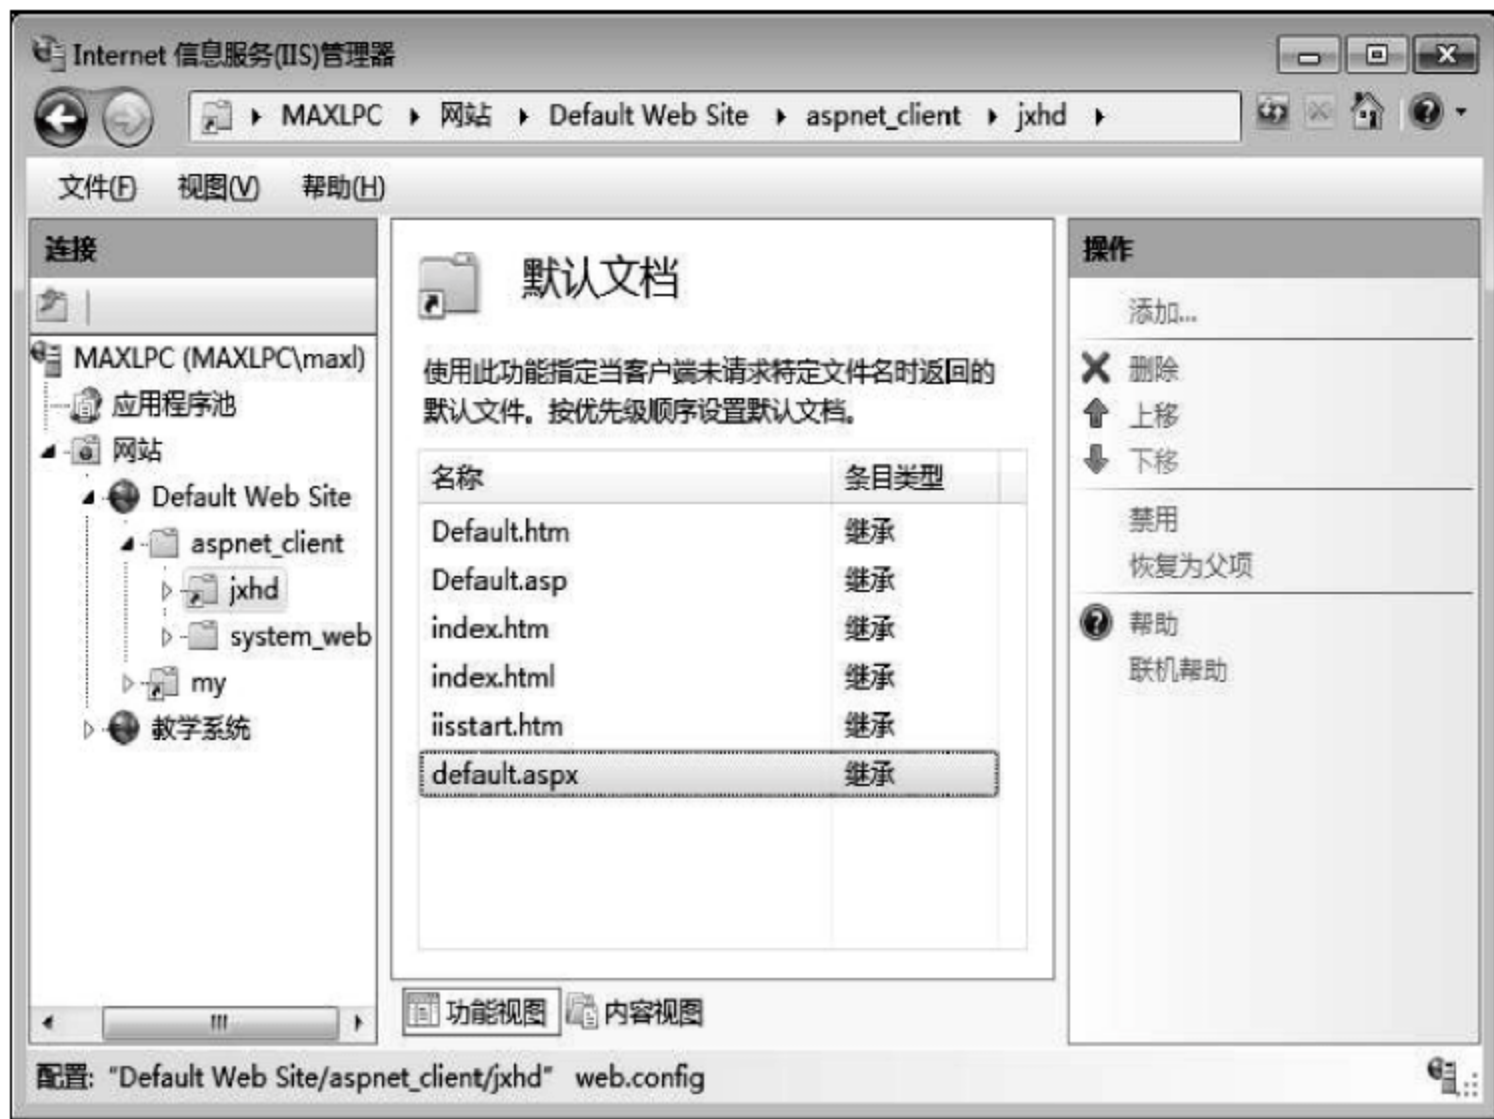 Internet 信息服务(IIS)管理器
MAXLPC 网站 Default Web Site aspnet_client jxhd
文件(F) 视图(V) 帮助(H)
连接
MAXLPC (MAXLPC\maxl)
应用程序池
网站
Default Web Site
aspnet_client
jxhd
system_web
my
教学系统
默认文档
使用此功能指定当客户端未请求特定文件名时返回的
默认文件。按优先级顺序设置默认文档。
名称 条目类型
Default.htm 继承
Default.asp 继承
index.htm 继承
index.html 继承
iisstart.htm 继承
default.aspx 继承
功能视图 内容视图
操作
添加...
删除
上移
下移
禁用
恢复为父项
帮助
联机帮助
配置: "Default Web Site/aspnet_client/jxhd" web.config